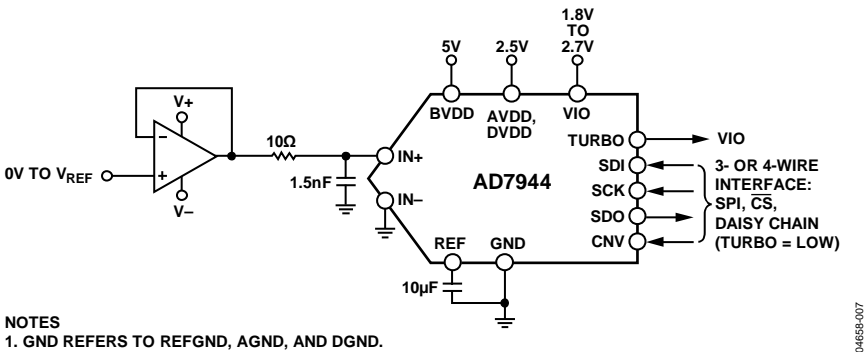 1.8V
TO
2.7V
5V
2.5V
BVDD
AVDD,
DVDD
VIO
V+
−
+
V−
0V TO VREF
10Ω
1.5nF
IN+
IN−
AD7944
TURBO
VIO
SDI
SCK
SDO
CNV
3- OR 4-WIRE
INTERFACE:
SPI, C̅S̅,
DAISY CHAIN
(TURBO = LOW)
REF
GND
10µF
NOTES
1. GND REFERS TO REFGND, AGND, AND DGND.
04658-007